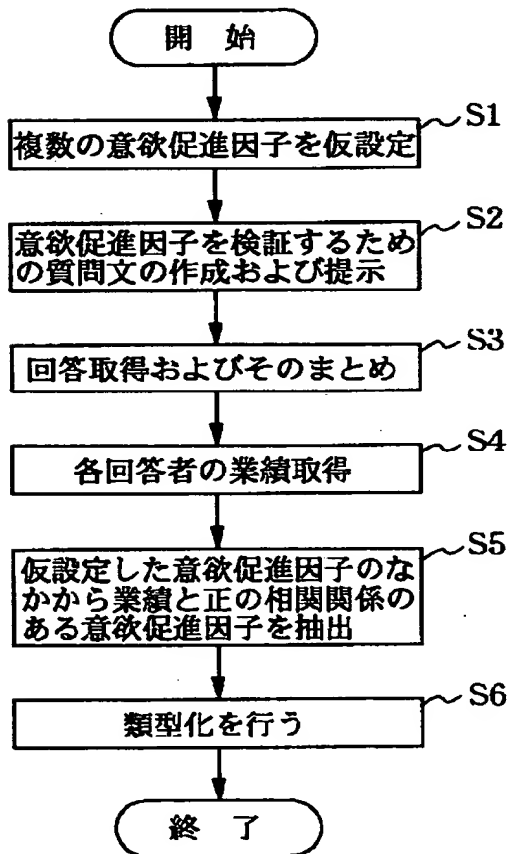 開 始
S1
複数の意欲促進因子を仮設定
S2
意欲促進因子を検証するため
の質問文の作成および提示
S3
回答取得およびそのまとめ
S4
各回答者の業績取得
S5
仮設定した意欲促進因子のな
かから業績と正の相関関係の
ある意欲促進因子を抽出
S6
類型化を行う
終 了